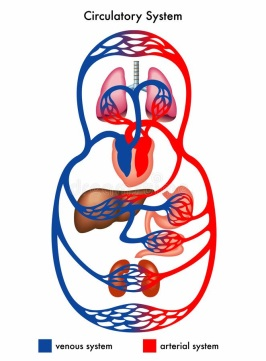 Circulatory System
venous system
arterial system